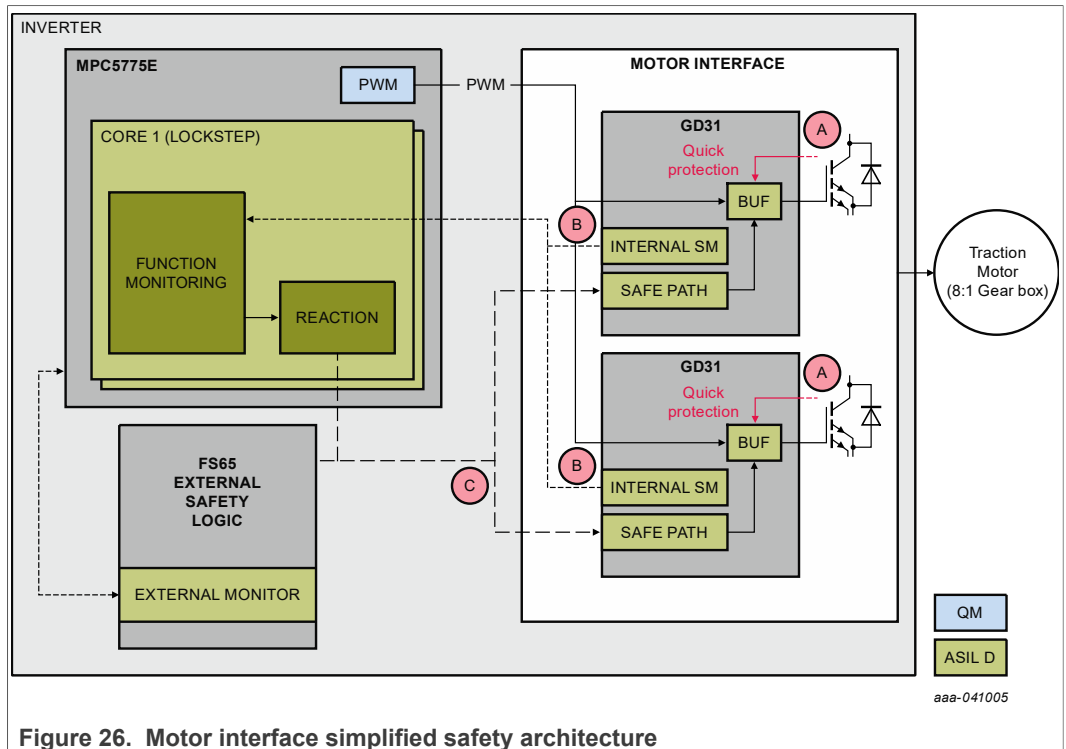 INVERTER
MPC5775E
PWM
PWM
CORE 1 (LOCKSTEP)
FUNCTION
MONITORING
REACTION
FS65
EXTERNAL
SAFETY
LOGIC
EXTERNAL MONITOR
C
MOTOR INTERFACE
GD31
Quick
protection
A
BUF
B
INTERNAL SM
SAFE PATH
GD31
Quick
protection
A
BUF
B
INTERNAL SM
SAFE PATH
Traction
Motor
(8:1 Gear box)
QM
ASIL D
aaa-041005
Figure 26. Motor interface simplified safety architecture